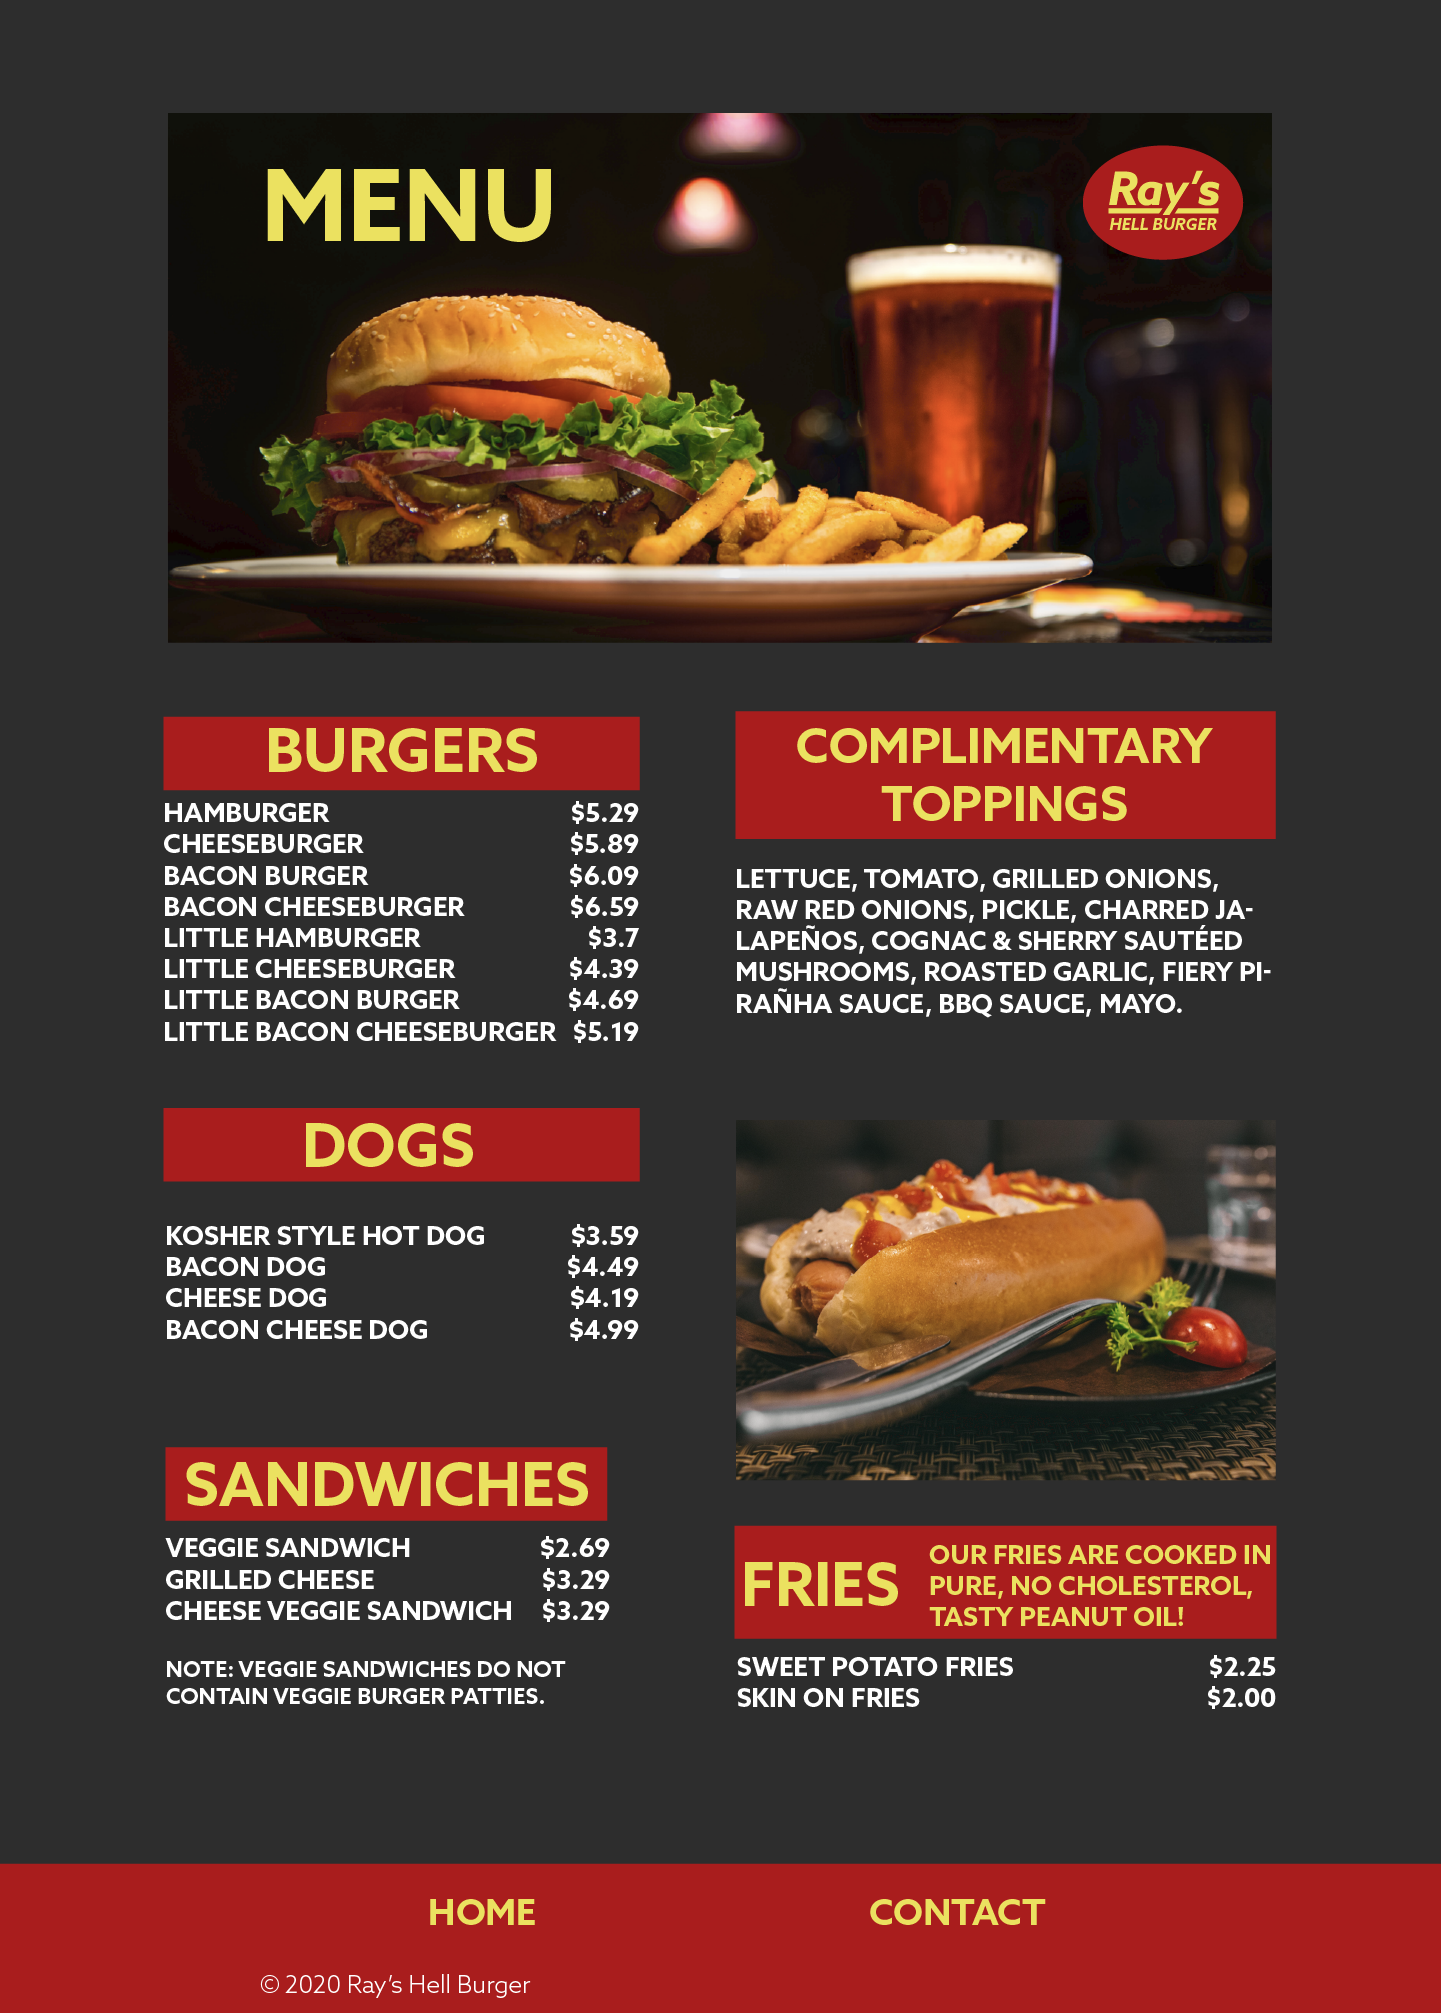 MENU
Ray's
HELL BURGER
BURGERS
HAMBURGER $5.29
CHEESEBURGER $5.89
BACON BURGER $6.09
BACON CHEESEBURGER $6.59
LITTLE HAMBURGER $3.7
LITTLE CHEESEBURGER $4.39
LITTLE BACON BURGER $4.69
LITTLE BACON CHEESEBURGER $5.19
DOGS
KOSHER STYLE HOT DOG $3.59
BACON DOG $4.49
CHEESE DOG $4.19
BACON CHEESE DOG $4.99
SANDWICHES
VEGGIE SANDWICH $2.69
GRILLED CHEESE $3.29
CHEESE VEGGIE SANDWICH $3.29
NOTE: VEGGIE SANDWICHES DO NOT
CONTAIN VEGGIE BURGER PATTIES.
COMPLIMENTARY
TOPPINGS
LETTUCE, TOMATO, GRILLED ONIONS,
RAW RED ONIONS, PICKLE, CHARRED JA-
LAPEÑOS, COGNAC & SHERRY SAUTÉED
MUSHROOMS, ROASTED GARLIC, FIERY PI-
RAÑHA SAUCE, BBQ SAUCE, MAYO.
FRIES
OUR FRIES ARE COOKED IN
PURE, NO CHOLESTEROL,
TASTY PEANUT OIL!
SWEET POTATO FRIES $2.25
SKIN ON FRIES $2.00
HOME
CONTACT
© 2020 Ray's Hell Burger